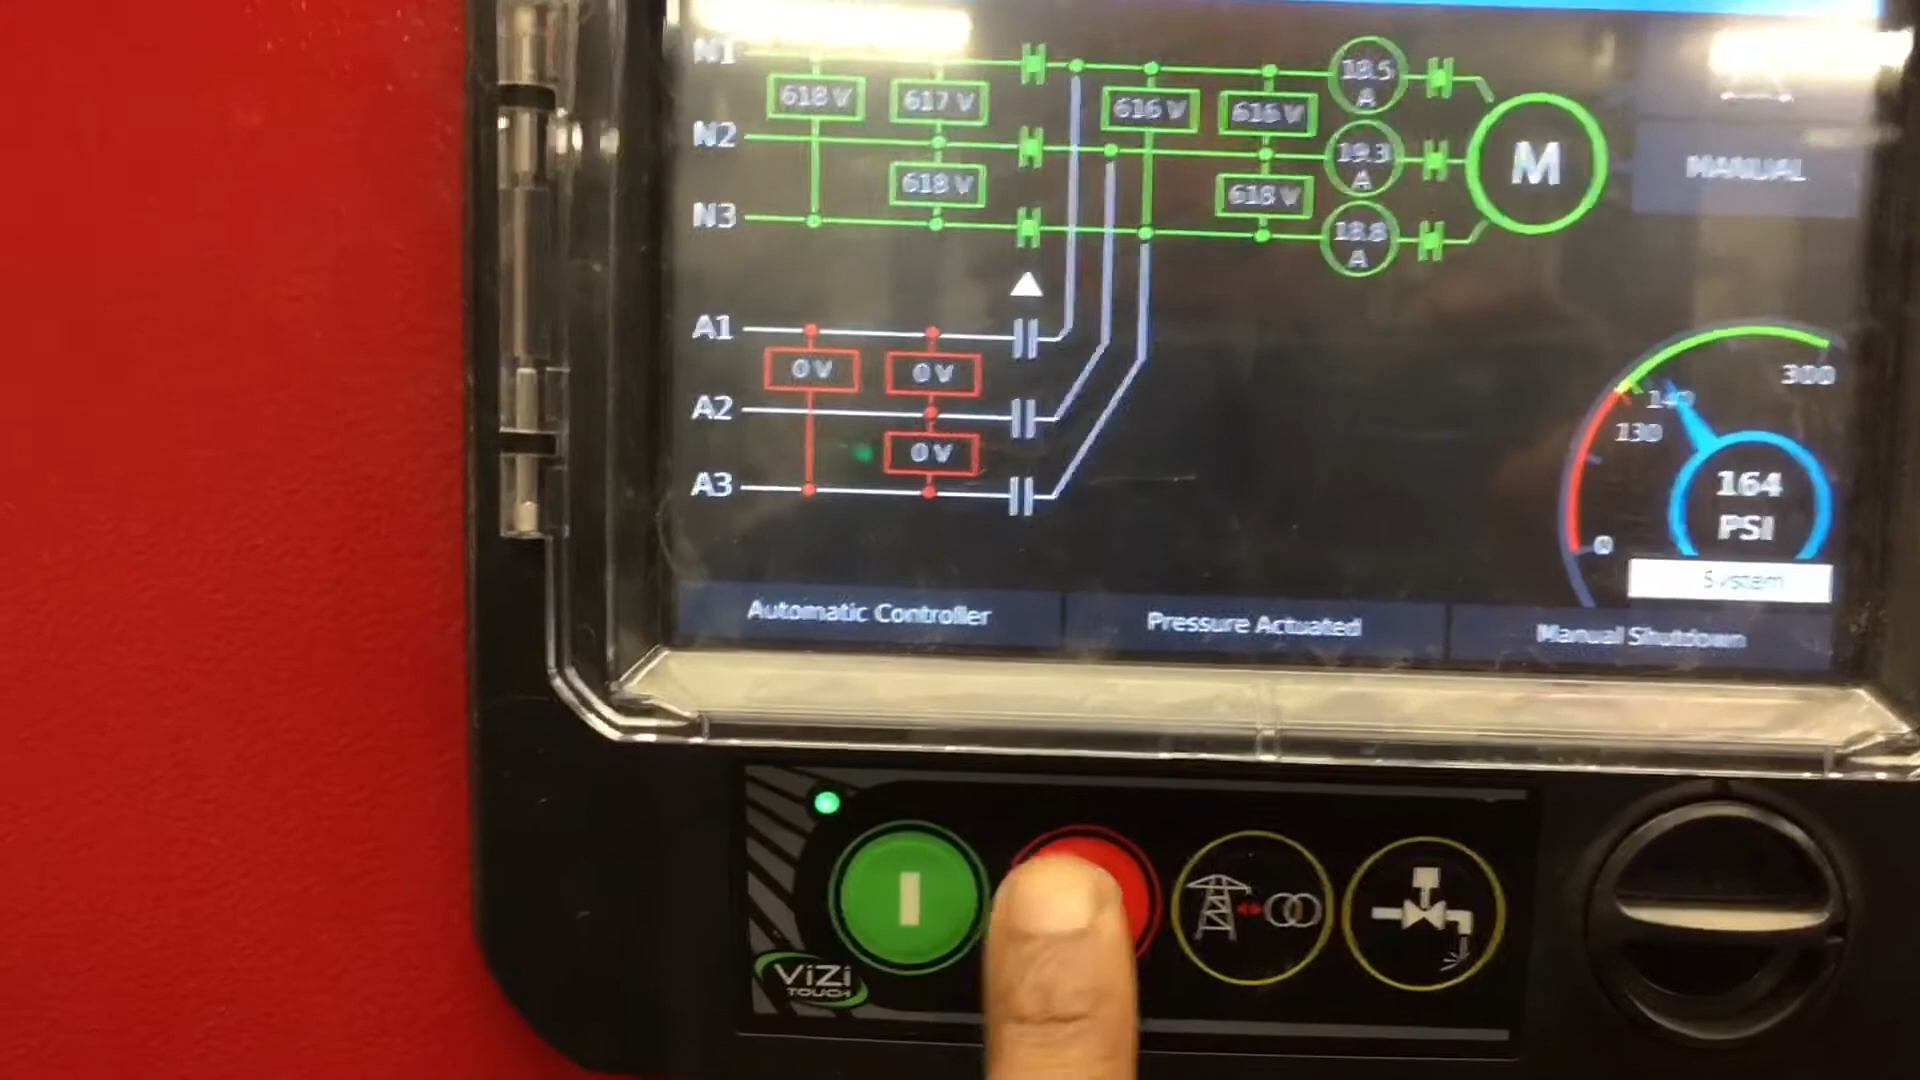 N1
618 V 617 V 616 V 616 V 18.5 A
N2
618 V 618 V 19.3 A
M
MANUAL
N3
18.8 A
A1
0 V 0 V
A2
0 V
A3
300
140
130
0
164
PSI
System
Automatic Controller Pressure Actuated Manual Shutdown
I
ViZi
TOUCH